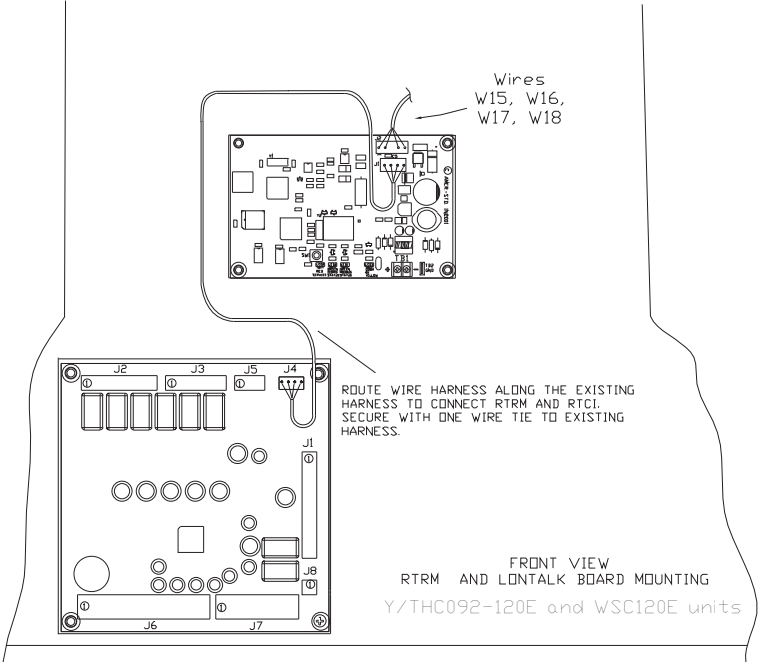 Wires
W15, W16,
W17, W18
J1
TB1
J2
J3
J5
J4
ROUTE WIRE HARNESS ALONG THE EXISTING
HARNESS TO CONNECT RTRM AND RTCI.
SECURE WITH ONE WIRE TIE TO EXISTING
HARNESS.
J1
J8
J6
J7
FRONT VIEW
RTRM AND LONTALK BOARD MOUNTING
Y/THC092-120E and WSC120E units